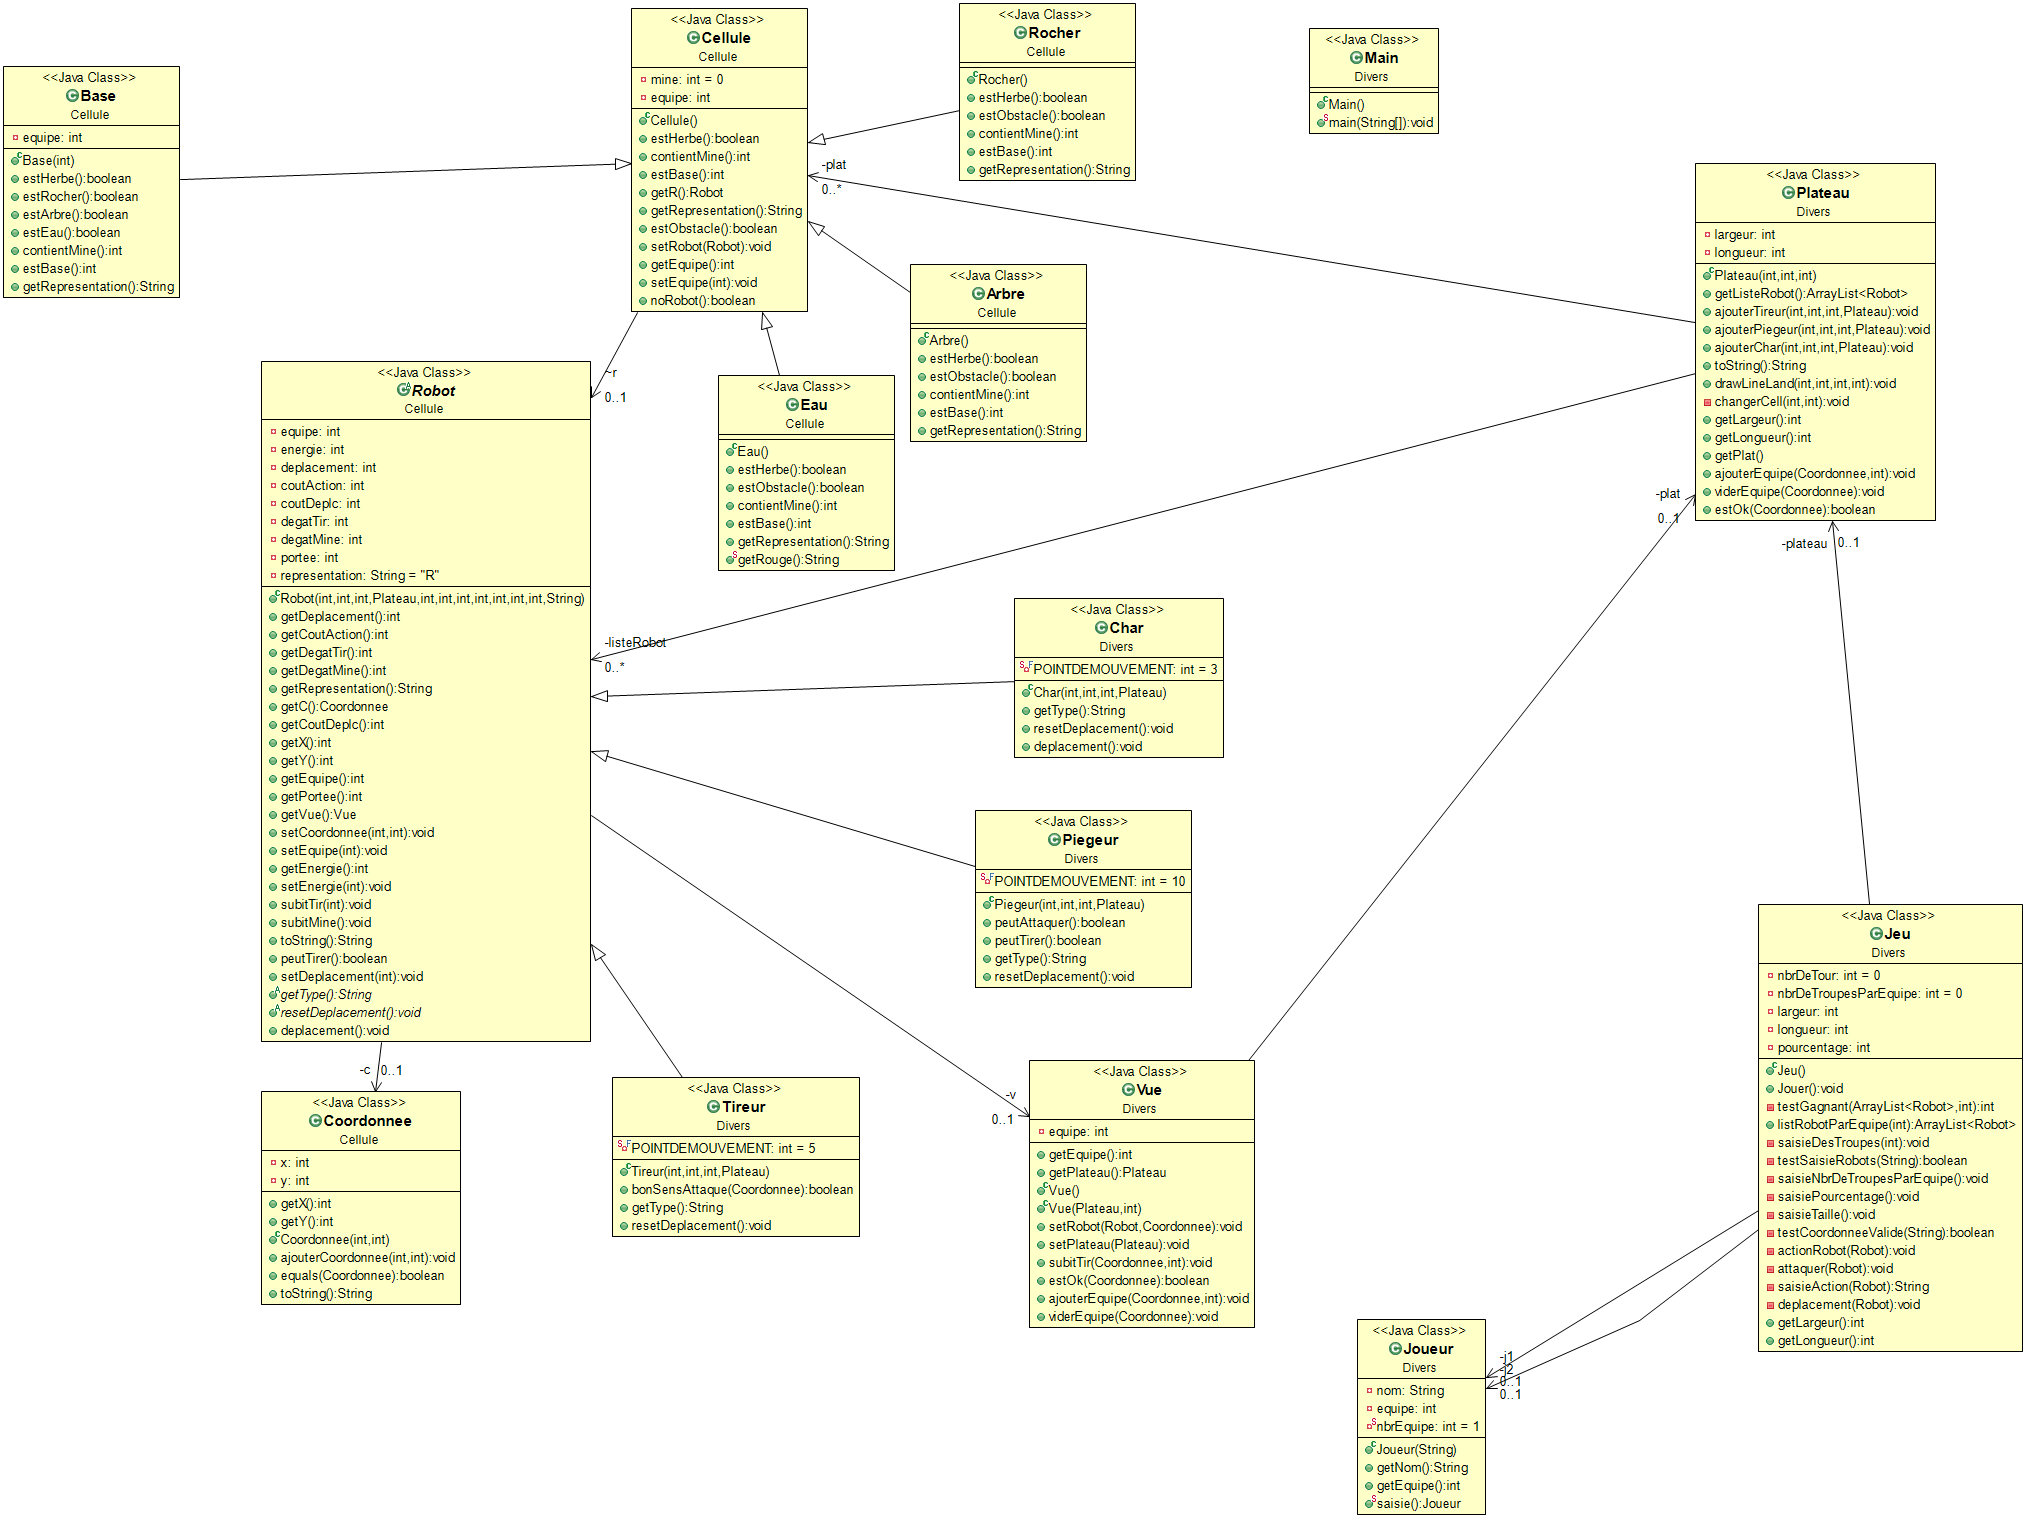 <<Java Class>>
Base
Cellule
equipe: int
Base(int)
estHerbe():boolean
estRocher():boolean
estArbre():boolean
estEau():boolean
contientMine():int
estBase():int
getRepresentation():String
<<Java Class>>
Cellule
Cellule
mine: int = 0
equipe: int
Cellule()
estHerbe():boolean
contientMine():int
estBase():int
getR():Robot
getRepresentation():String
estObstacle():boolean
setRobot(Robot):void
getEquipe():int
setEquipe(int):void
noRobot():boolean
<<Java Class>>
Rocher
Cellule
Rocher()
estHerbe():boolean
estObstacle():boolean
contientMine():int
estBase():int
getRepresentation():String
<<Java Class>>
Main
Divers
Main()
main(String[]):void
-plat
0..*
<<Java Class>>
Plateau
Divers
largeur: int
longueur: int
Plateau(int,int,int)
getListeRobot():ArrayList<Robot>
ajouterTireur(int,int,int,Plateau):void
ajouterPiegeur(int,int,int,Plateau):void
ajouterChar(int,int,int,Plateau):void
toString():String
drawLineLand(int,int,int,int):void
changerCell(int,int):void
getLargeur():int
getLongueur():int
getPlat()
ajouterEquipe(Coordonnee,int):void
viderEquipe(Coordonnee):void
estOk(Coordonnee):boolean
<<Java Class>>
Arbre
Cellule
Arbre()
estHerbe():boolean
estObstacle():boolean
contientMine():int
estBase():int
getRepresentation():String
~r
0..1
<<Java Class>>
Eau
Cellule
Eau()
estHerbe():boolean
estObstacle():boolean
contientMine():int
estBase():int
getRepresentation():String
getRouge():String
<<Java Class>>
Robot
Cellule
equipe: int
energie: int
deplacement: int
coutAction: int
coutDeplc: int
degatTir: int
degatMine: int
portee: int
representation: String = "R"
Robot(int,int,int,Plateau,int,int,int,int,int,int,int,String)
getDeplacement():int
getCoutAction():int
getDegatTir():int
getDegatMine():int
getRepresentation():String
getC():Coordonnee
getCoutDeplc():int
getX():int
getY():int
getEquipe():int
getPortee():int
getVue():Vue
setCoordonnee(int,int):void
setEquipe(int):void
getEnergie():int
setEnergie(int):void
subitTir(int):void
subitMine():void
toString():String
peutTirer():boolean
setDeplacement(int):void
getType():String
resetDeplacement():void
deplacement():void
-listeRobot
0..*
-plat
0..1
-plateau
0..1
<<Java Class>>
Char
Divers
POINTDEMOUVEMENT: int = 3
Char(int,int,int,Plateau)
getType():String
resetDeplacement():void
deplacement():void
<<Java Class>>
Piegeur
Divers
POINTDEMOUVEMENT: int = 10
Piegeur(int,int,int,Plateau)
peutAttaquer():boolean
peutTirer():boolean
getType():String
resetDeplacement():void
<<Java Class>>
Jeu
Divers
nbrDeTour: int = 0
nbrDeTroupesParEquipe: int = 0
largeur: int
longueur: int
pourcentage: int
Jeu()
Jouer():void
testGagnant(ArrayList<Robot>,int):int
listRobotParEquipe(int):ArrayList<Robot>
saisieDesTroupes(int):void
testSaisieRobots(String):boolean
saisieNbrDeTroupesParEquipe():void
saisiePourcentage():void
saisieTaille():void
testCoordonneeValide(String):boolean
actionRobot(Robot):void
attaquer(Robot):void
saisieAction(Robot):String
deplacement(Robot):void
getLargeur():int
getLongueur():int
-c
0..1
<<Java Class>>
Coordonnee
Cellule
x: int
y: int
getX():int
getY():int
Coordonnee(int,int)
ajouterCoordonnee(int,int):void
equals(Coordonnee):boolean
toString():String
<<Java Class>>
Tireur
Divers
POINTDEMOUVEMENT: int = 5
Tireur(int,int,int,Plateau)
bonSensAttaque(Coordonnee):boolean
getType():String
resetDeplacement():void
-v
0..1
<<Java Class>>
Vue
Divers
equipe: int
getEquipe():int
getPlateau():Plateau
Vue()
Vue(Plateau,int)
setRobot(Robot,Coordonnee):void
setPlateau(Plateau):void
subitTir(Coordonnee,int):void
estOk(Coordonnee):boolean
ajouterEquipe(Coordonnee,int):void
viderEquipe(Coordonnee):void
-j1
-j2
0..1
0..1
<<Java Class>>
Joueur
Divers
nom: String
equipe: int
nbrEquipe: int = 1
Joueur(String)
getNom():String
getEquipe():int
saisie():Joueur